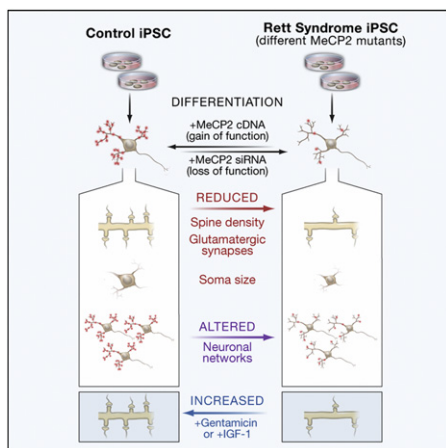 Control iPSC
Rett Syndrome iPSC
(different MeCP2 mutants)
DIFFERENTIATION
+MeCP2 cDNA
(gain of function)
+MeCP2 siRNA
(loss of function)
REDUCED
Spine density
Glutamatergic
synapses
Soma size
ALTERED
Neuronal
networks
INCREASED
+Gentamicin
or +IGF-1